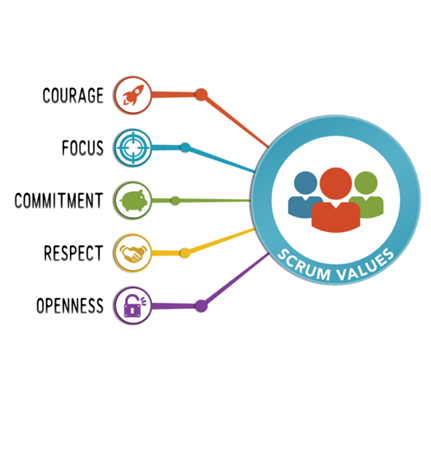 COURAGE
FOCUS
COMMITMENT
RESPECT
OPENNESS
SCRUM VALUES